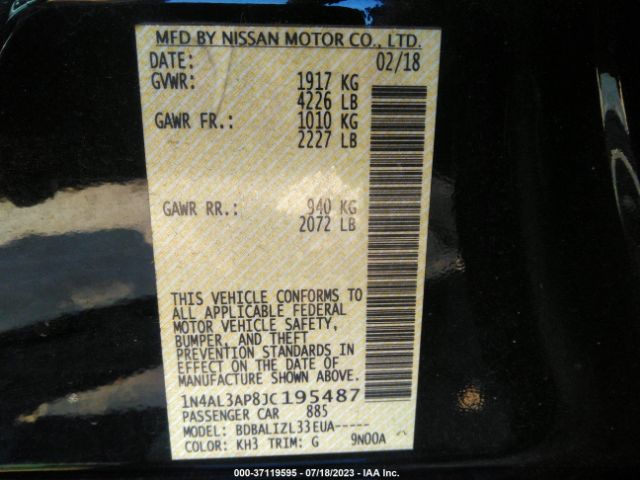 MFD BY NISSAN MOTOR CO., LTD.
DATE: 02/18
GVWR: 1917 KG
4226 LB
GAWR FR.: 1010 KG
2227 LB
GAWR RR.: 940 KG
2072 LB
THIS VEHICLE CONFORMS TO
ALL APPLICABLE FEDERAL
MOTOR VEHICLE SAFETY,
BUMPER, AND THEFT
PREVENTION STANDARDS IN
EFFECT ON THE DATE OF
MANUFACTURE SHOWN ABOVE.
1N4AL3AP8JC195487
PASSENGER CAR 885
MODEL: BDBALIZL33EUA-----
COLOR: KH3 TRIM: G 9N00A
000-37119595 - 07/18/2023 - IAA Inc.